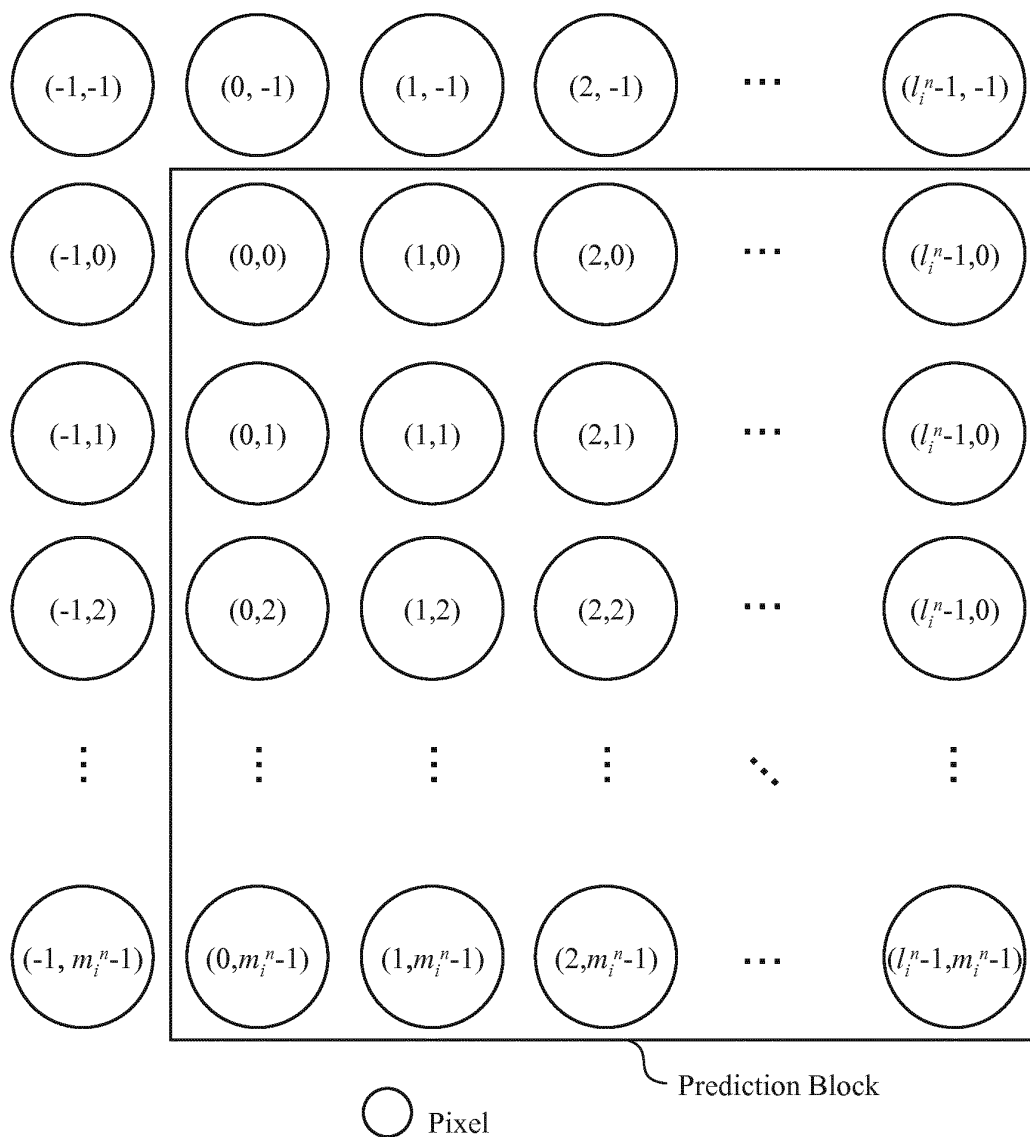 (-1,-1) (0, -1) (1, -1) (2, -1) ... (l_i^n-1, -1)
(-1,0) (0,0) (1,0) (2,0) ... (l_i^n-1,0)
(-1,1) (0,1) (1,1) (2,1) ... (l_i^n-1,0)
(-1,2) (0,2) (1,2) (2,2) ... (l_i^n-1,0)
⋮ ⋮ ⋮ ⋮ ⋱ ⋮
(-1, m_i^n-1) (0,m_i^n-1) (1,m_i^n-1) (2,m_i^n-1) ... (l_i^n-1,m_i^n-1)
Prediction Block
Pixel